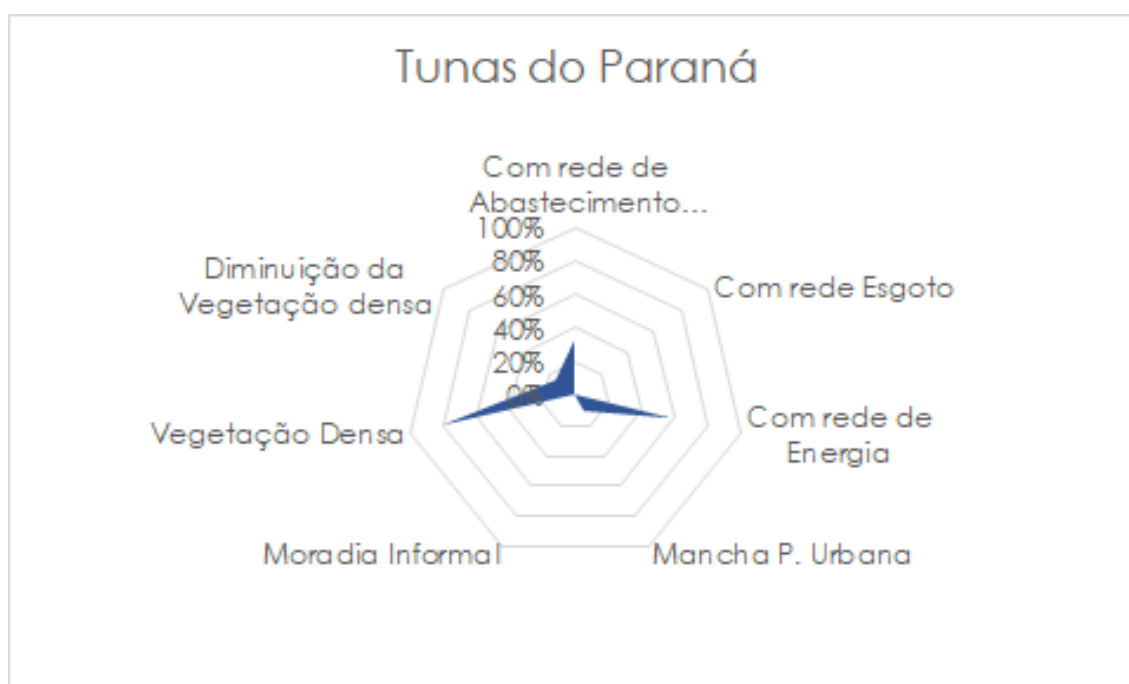 Tunas do Paraná
Com rede de
Abastecimento...
100%
80%
60%
40%
20%
0%
Diminuição da
Vegetação densa
Com rede Esgoto
Vegetação Densa
Com rede de
Energia
Moradia Informal
Mancha P. Urbana